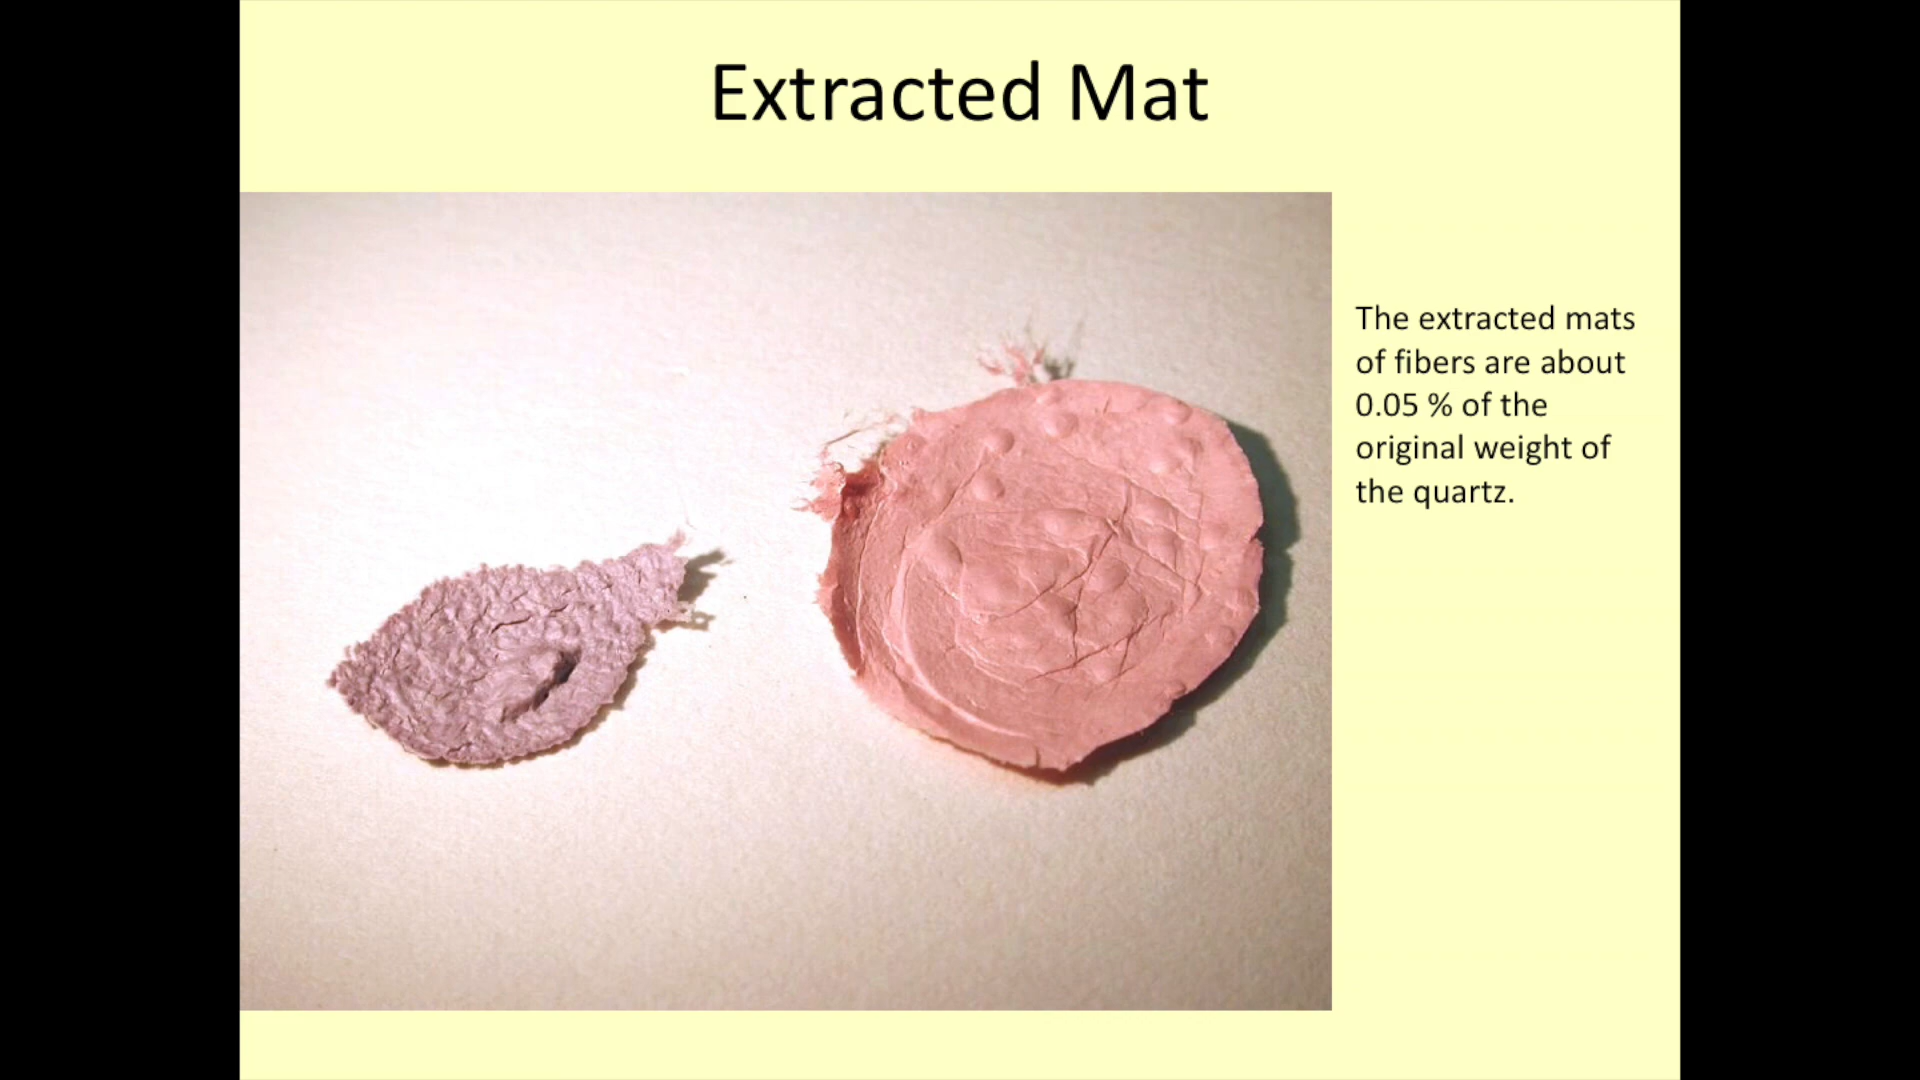 Extracted Mat
The extracted mats
of fibers are about
0.05 % of the
original weight of
the quartz.